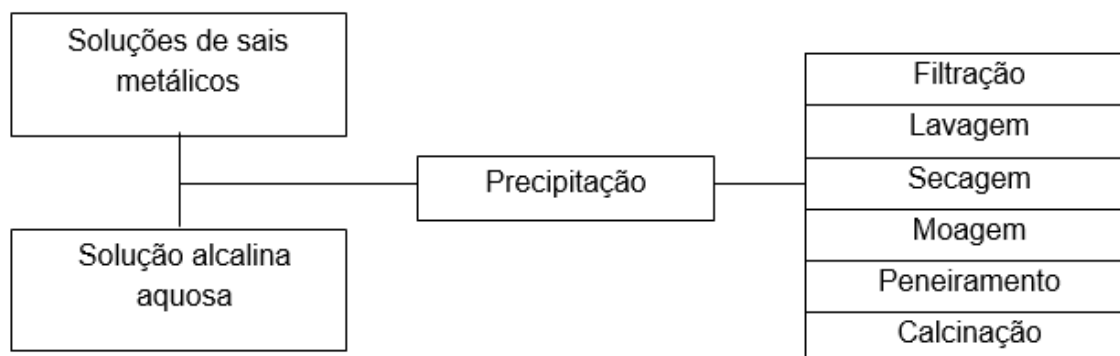 Soluções de sais
metálicos
Solução alcalina
aquosa
Precipitação
Filtração
Lavagem
Secagem
Moagem
Peneiramento
Calcinação